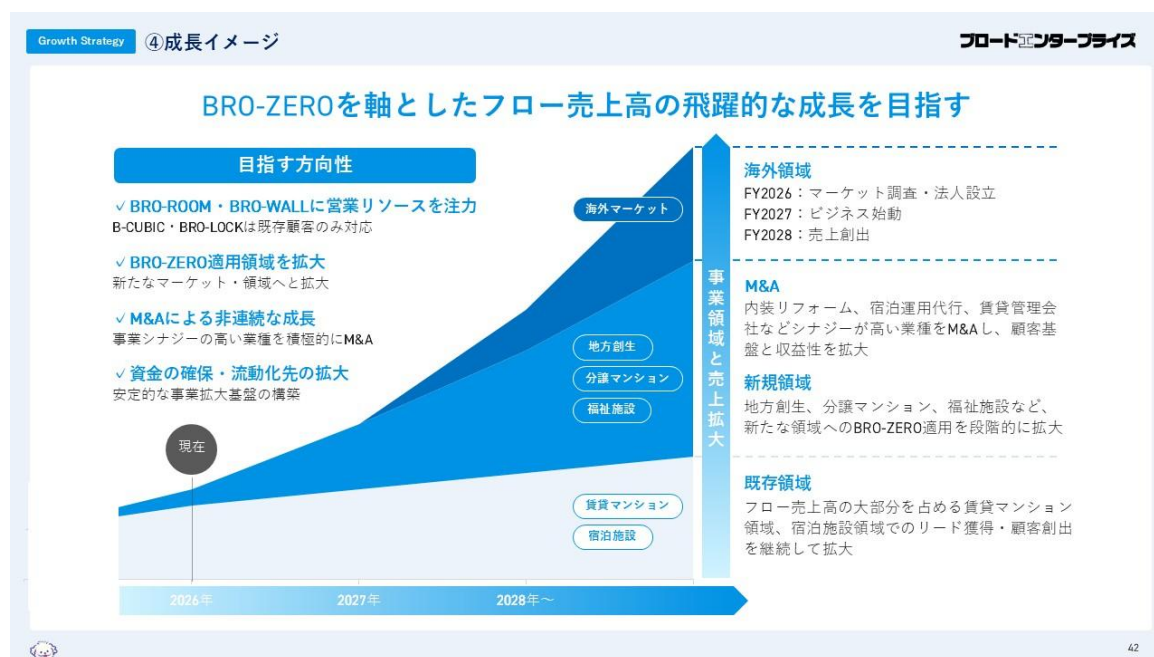 Growth Strategy
④成長イメージ
ブロードエンタープライズ
BRO-ZEROを軸としたフロー売上高の飛躍的な成長を目指す
目指す方向性
✓BRO-ROOM・BRO-WALLに営業リソースを注力
B-CUBIC・BRO-LOCKは既存顧客のみ対応
✓BRO-ZERO適用領域を拡大
新たなマーケット・領域へと拡大
✓M&Aによる非連続な成長
事業シナジーの高い業種を積極的にM&A
✓資金の確保・流動化先の拡大
安定的な事業拡大基盤の構築
現在
海外マーケット
地方創生
分譲マンション
福祉施設
賃貸マンション
宿泊施設
2026年
2027年
2028年～
事業領域と売上拡大
海外領域
FY2026：マーケット調査・法人設立
FY2027：ビジネス始動
FY2028：売上創出
M&A
内装リフォーム、宿泊運用代行、賃貸管理会
社などシナジーが高い業種をM&Aし、顧客基
盤と収益性を拡大
新規領域
地方創生、分譲マンション、福祉施設など、
新たな領域へのBRO-ZERO適用を段階的に拡大
既存領域
フロー売上高の大部分を占める賃貸マンション
領域、宿泊施設領域でのリード獲得・顧客創出
を継続して拡大
42